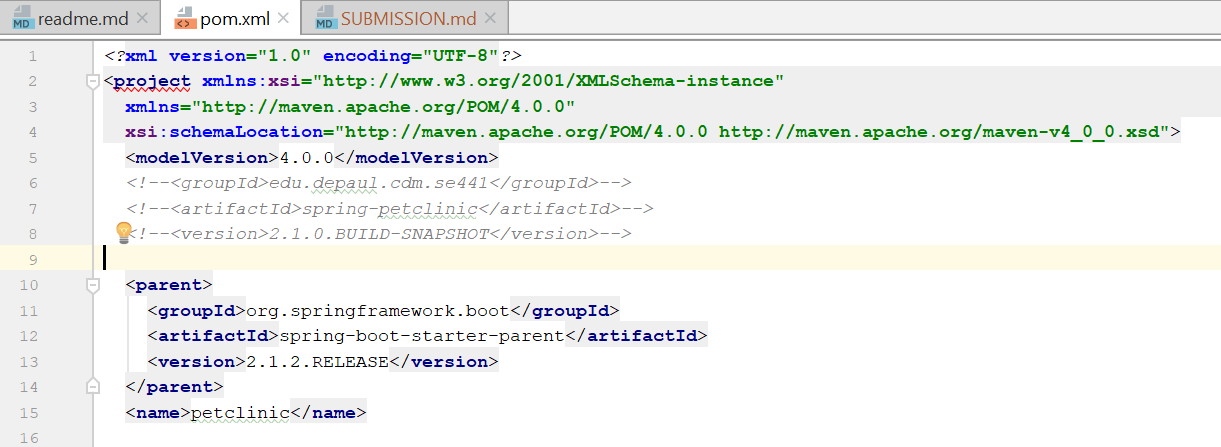 readme.md pom.xml SUBMISSION.md
1 <?xml version="1.0" encoding="UTF-8"?>
2 <project xmlns:xsi="http://www.w3.org/2001/XMLSchema-instance"
3 xmlns="http://maven.apache.org/POM/4.0.0"
4 xsi:schemaLocation="http://maven.apache.org/POM/4.0.0 http://maven.apache.org/maven-v4_0_0.xsd">
5 <modelVersion>4.0.0</modelVersion>
6 <!--<groupId>edu.depaul.cdm.se441</groupId>-->
7 <!--<artifactId>spring-petclinic</artifactId>-->
8 <!--<version>2.1.0.BUILD-SNAPSHOT</version>-->
9
10 <parent>
11 <groupId>org.springframework.boot</groupId>
12 <artifactId>spring-boot-starter-parent</artifactId>
13 <version>2.1.2.RELEASE</version>
14 </parent>
15 <name>petclinic</name>
16